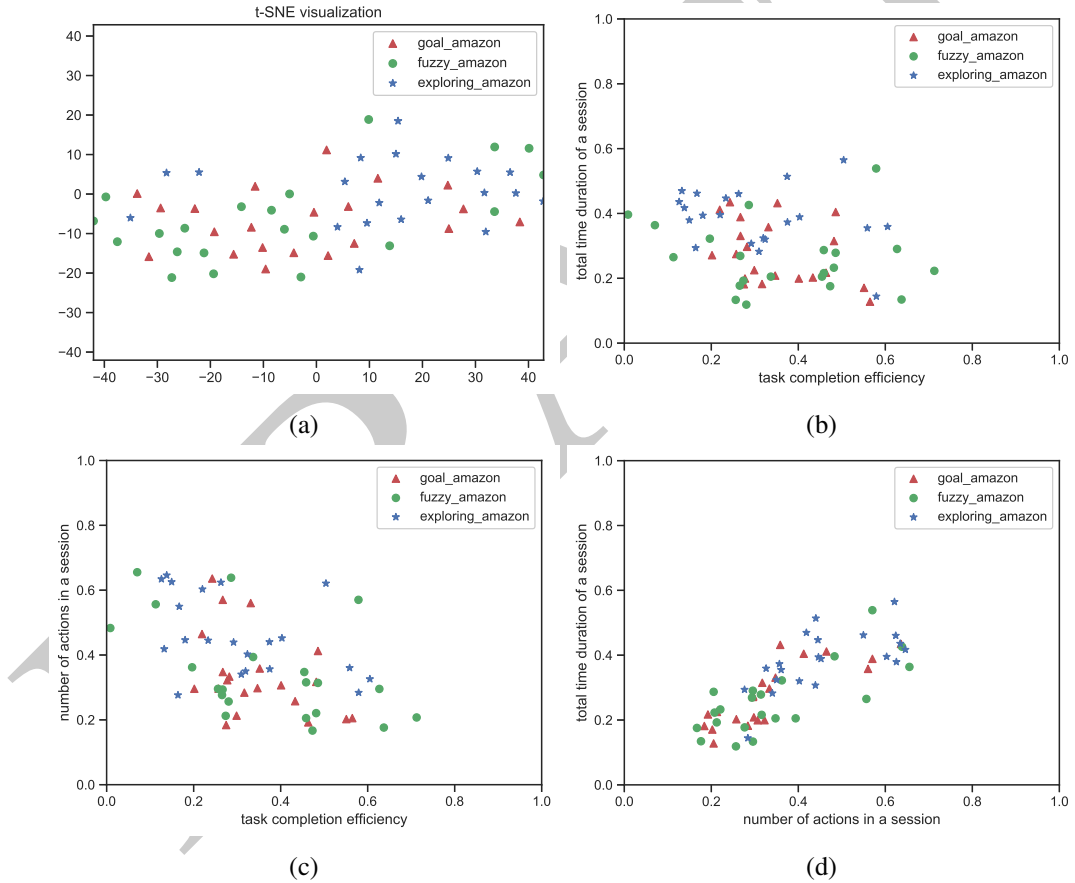 t-SNE visualization
goal_amazon
fuzzy_amazon
exploring_amazon
40
30
20
10
0
−10
−20
−30
−40
−40 −30 −20 −10 0 10 20 30 40
(a)
goal_amazon
fuzzy_amazon
exploring_amazon
total time duration of a session
1.0
0.8
0.6
0.4
0.2
0.0
0.0 0.2 0.4 0.6 0.8 1.0
task completion efficiency
(b)
goal_amazon
fuzzy_amazon
exploring_amazon
number of actions in a session
1.0
0.8
0.6
0.4
0.2
0.0
0.0 0.2 0.4 0.6 0.8 1.0
task completion efficiency
(c)
goal_amazon
fuzzy_amazon
exploring_amazon
total time duration of a session
1.0
0.8
0.6
0.4
0.2
0.0
0.0 0.2 0.4 0.6 0.8 1.0
number of actions in a session
(d)